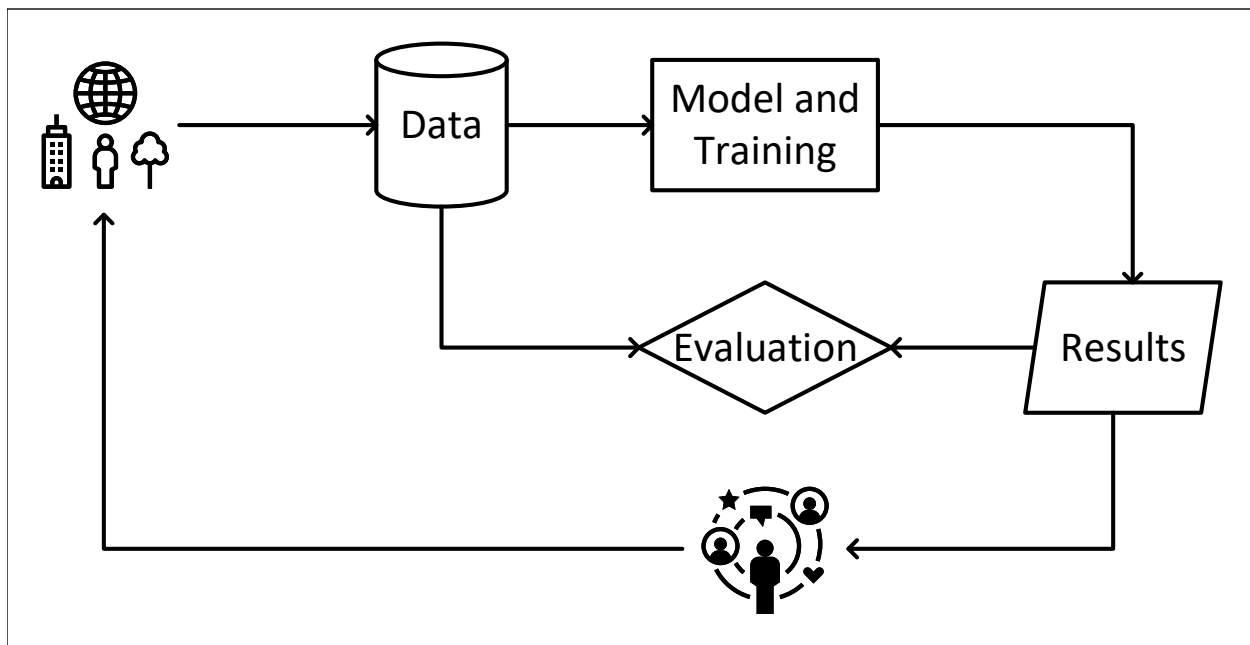 Data
Model and
Training
Evaluation
Results